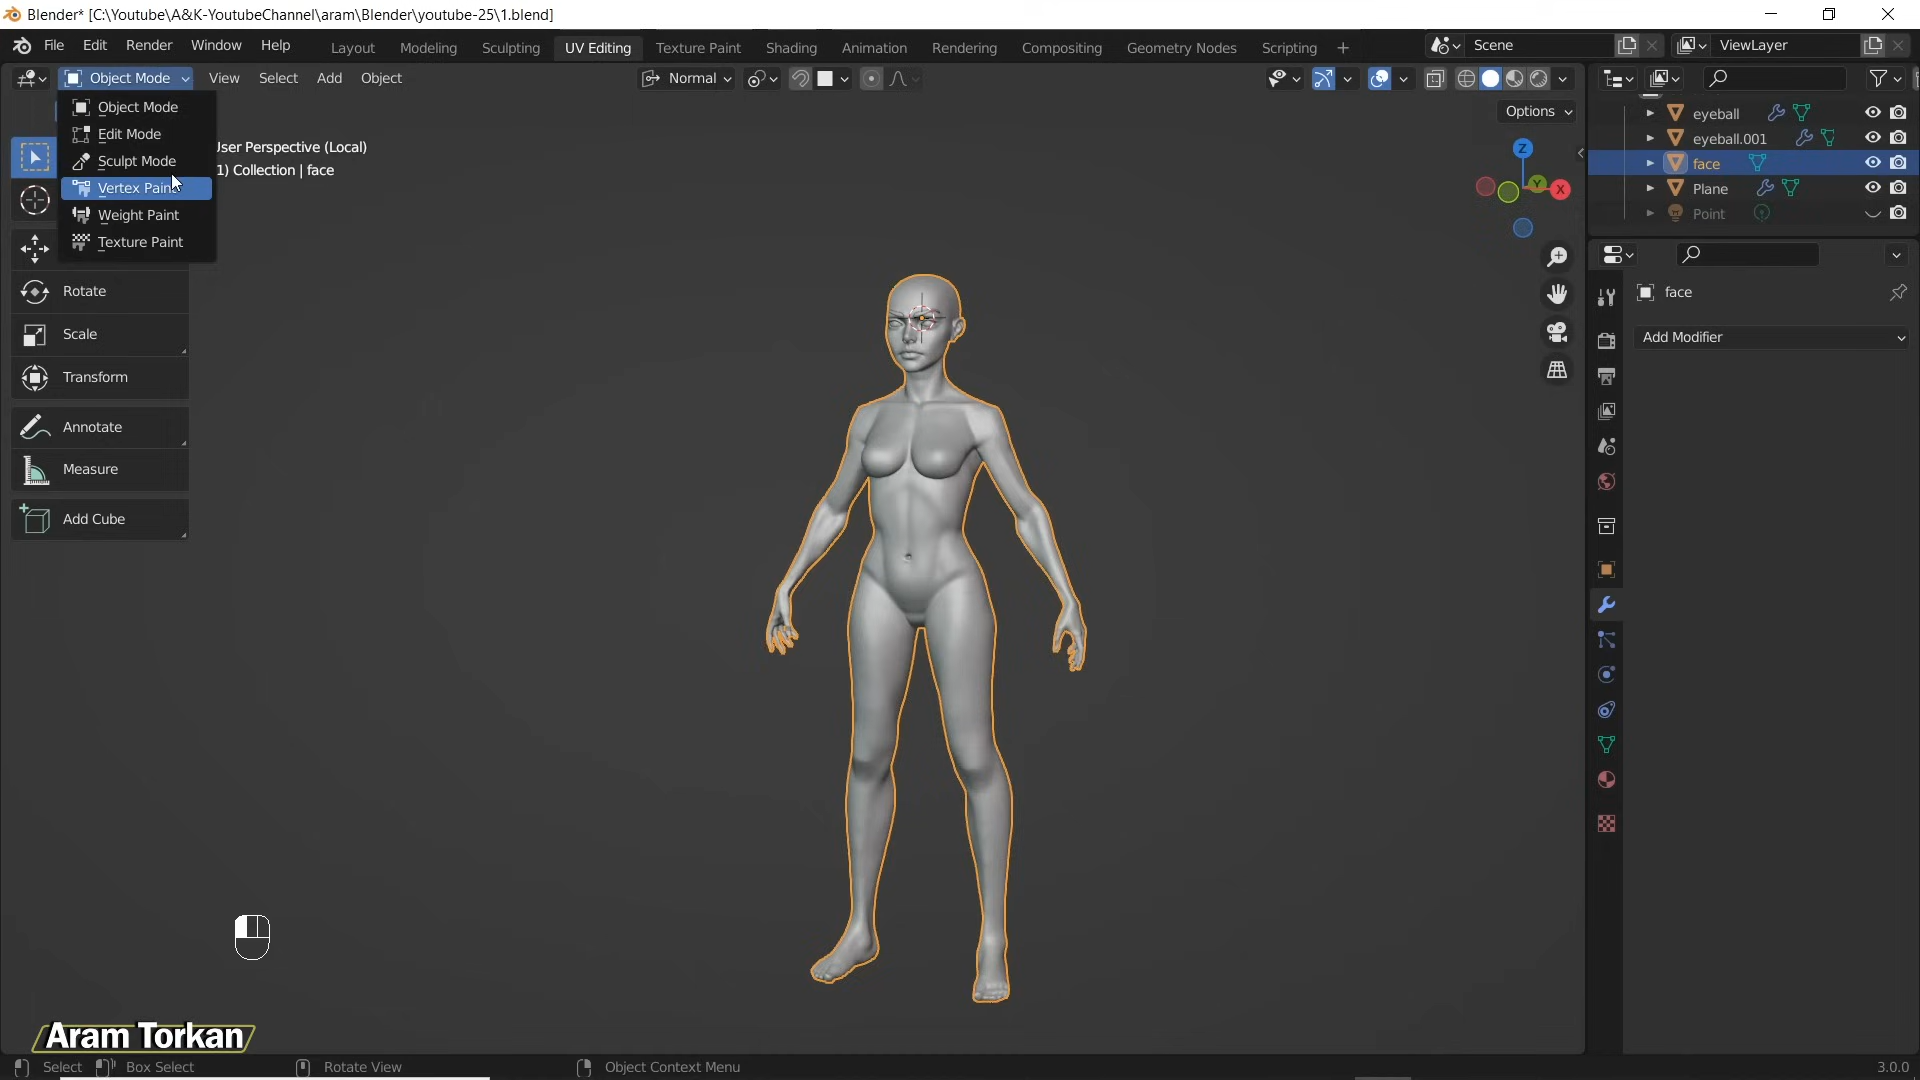 Blender* [C:\Youtube\A&K-YoutubeChannel\aram\Blender\youtube-25\1.blend]
File Edit Render Window Help Layout Modeling Sculpting UV Editing Texture Paint Shading Animation Rendering Compositing Geometry Nodes Scripting + Scene ViewLayer
Object Mode View Select Add Object Normal
Object Mode
Edit Mode
Sculpt Mode
Vertex Paint
Weight Paint
Texture Paint
User Perspective (Local)
1) Collection | face
Options
Z
Y
X
eyeball
eyeball.001
face
Plane
Point
face
Add Modifier
Rotate
Scale
Transform
Annotate
Measure
Add Cube
Aram Torkan
Select Box Select Rotate View Object Context Menu 3.0.0